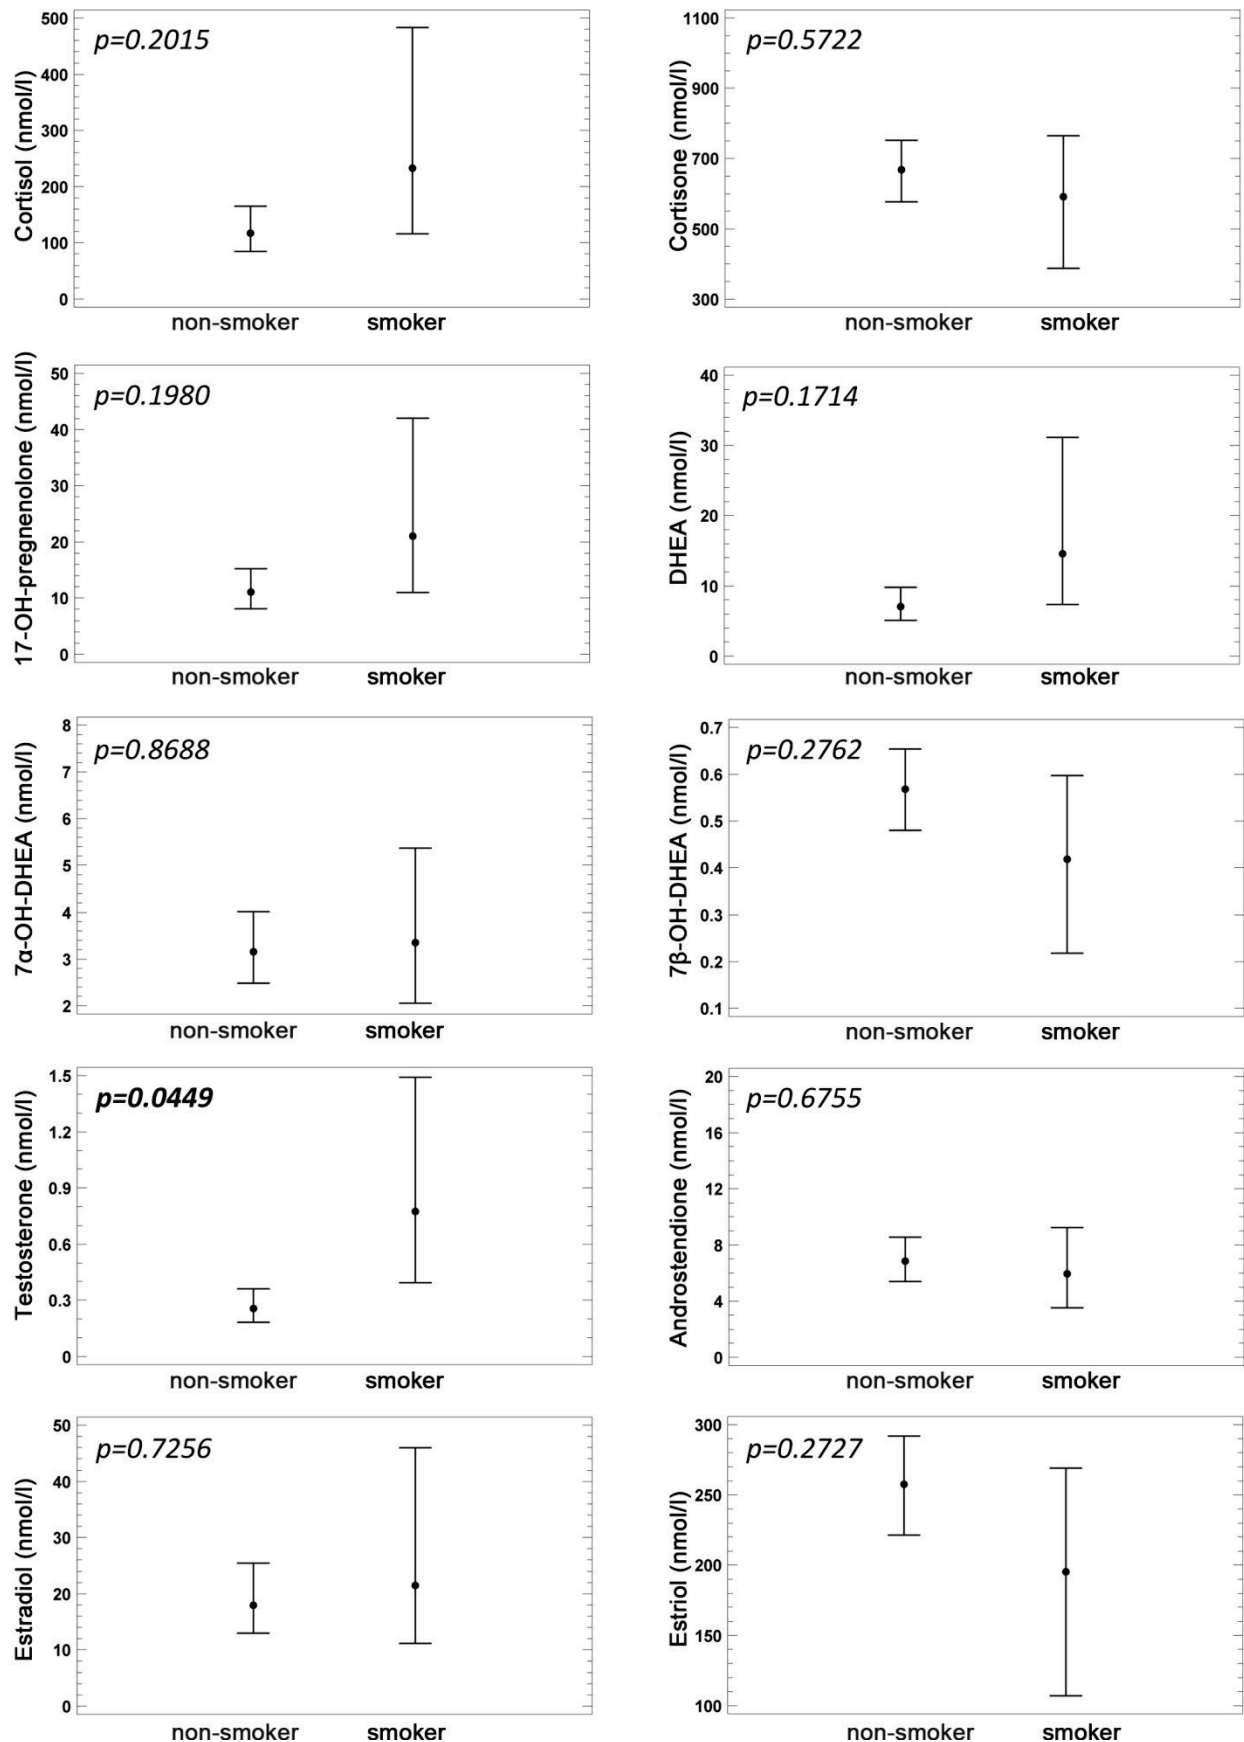 Cortisol (nmol/l)
500
400
300
200
100
0
p=0.2015
non-smoker smoker
Cortisone (nmol/l)
1100
900
700
500
300
p=0.5722
non-smoker smoker
17-OH-pregnenolone (nmol/l)
50
40
30
20
10
0
p=0.1980
non-smoker smoker
DHEA (nmol/l)
40
30
20
10
0
p=0.1714
non-smoker smoker
7α-OH-DHEA (nmol/l)
8
7
6
5
4
3
2
p=0.8688
non-smoker smoker
7β-OH-DHEA (nmol/l)
0.7
0.6
0.5
0.4
0.3
0.2
0.1
p=0.2762
non-smoker smoker
Testosterone (nmol/l)
1.5
1.2
0.9
0.6
0.3
0
p=0.0449
non-smoker smoker
Androstendione (nmol/l)
20
16
12
8
4
0
p=0.6755
non-smoker smoker
Estradiol (nmol/l)
50
40
30
20
10
0
p=0.7256
non-smoker smoker
Estriol (nmol/l)
300
250
200
150
100
p=0.2727
non-smoker smoker